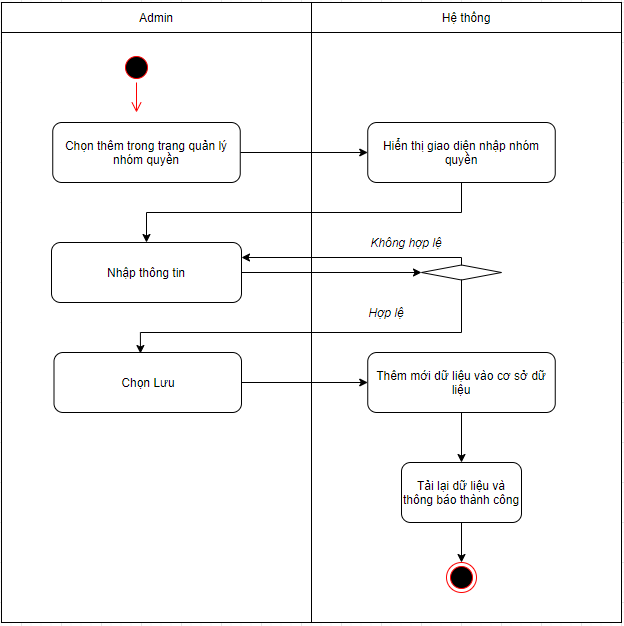 Admin
Hệ thống
Chọn thêm trong trang quản lý
nhóm quyền
Hiển thị giao diện nhập nhóm
quyền
Không hợp lệ
Nhập thông tin
Hợp lệ
Chọn Lưu
Thêm mới dữ liệu vào cơ sở dữ
liệu
Tải lại dữ liệu và
thông báo thành công